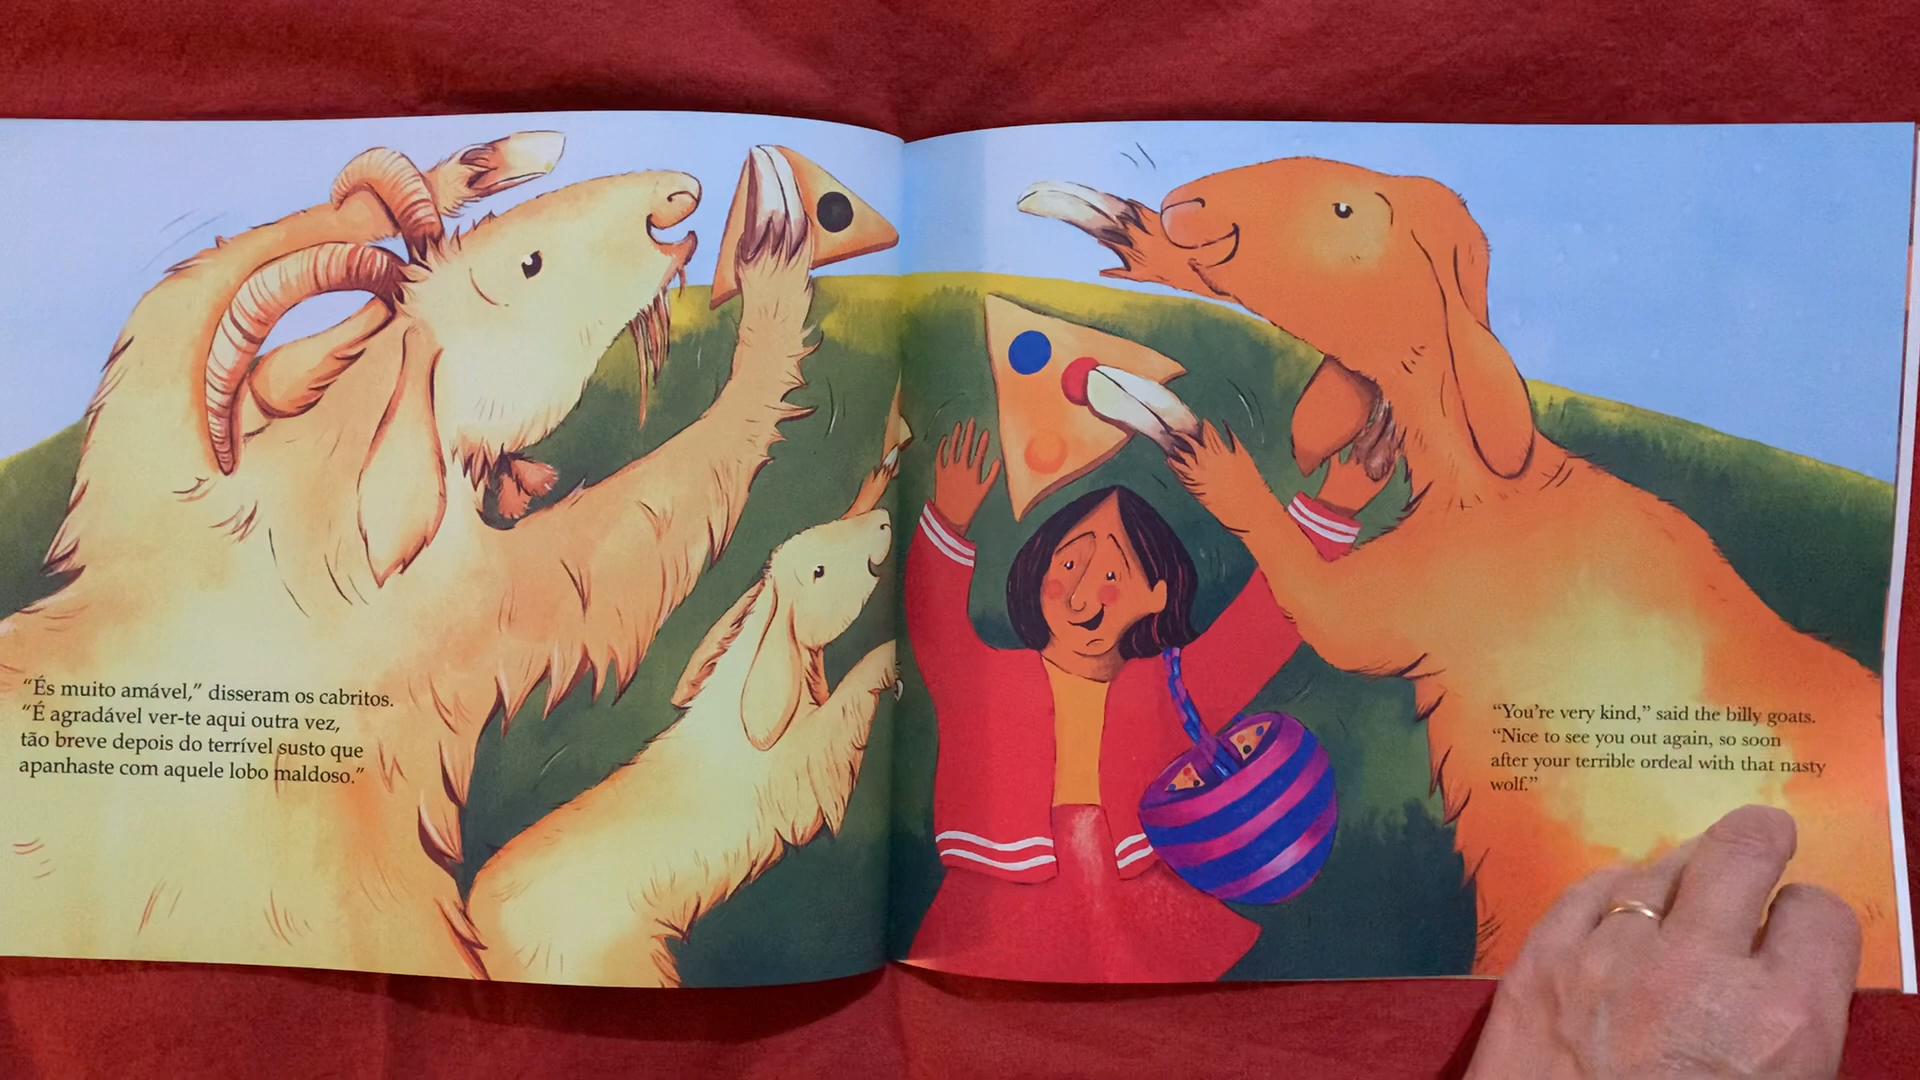 “És muito amável,” disseram os cabritos.
“É agradável ver-te aqui outra vez,
tão breve depois do terrível susto que
apanhaste com aquele lobo maldoso.”
“You’re very kind,” said the billy goats.
“Nice to see you out again, so soon
after your terrible ordeal with that nasty
wolf.”